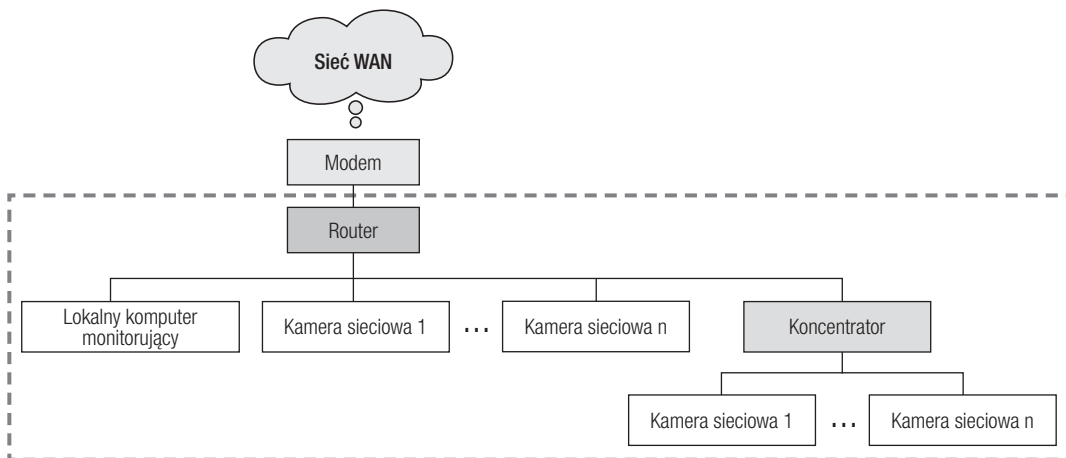 Sieć WAN
Modem
Router
Lokalny komputer
monitorujący
Kamera sieciowa 1
...
Kamera sieciowa n
Koncentrator
Kamera sieciowa 1
...
Kamera sieciowa n